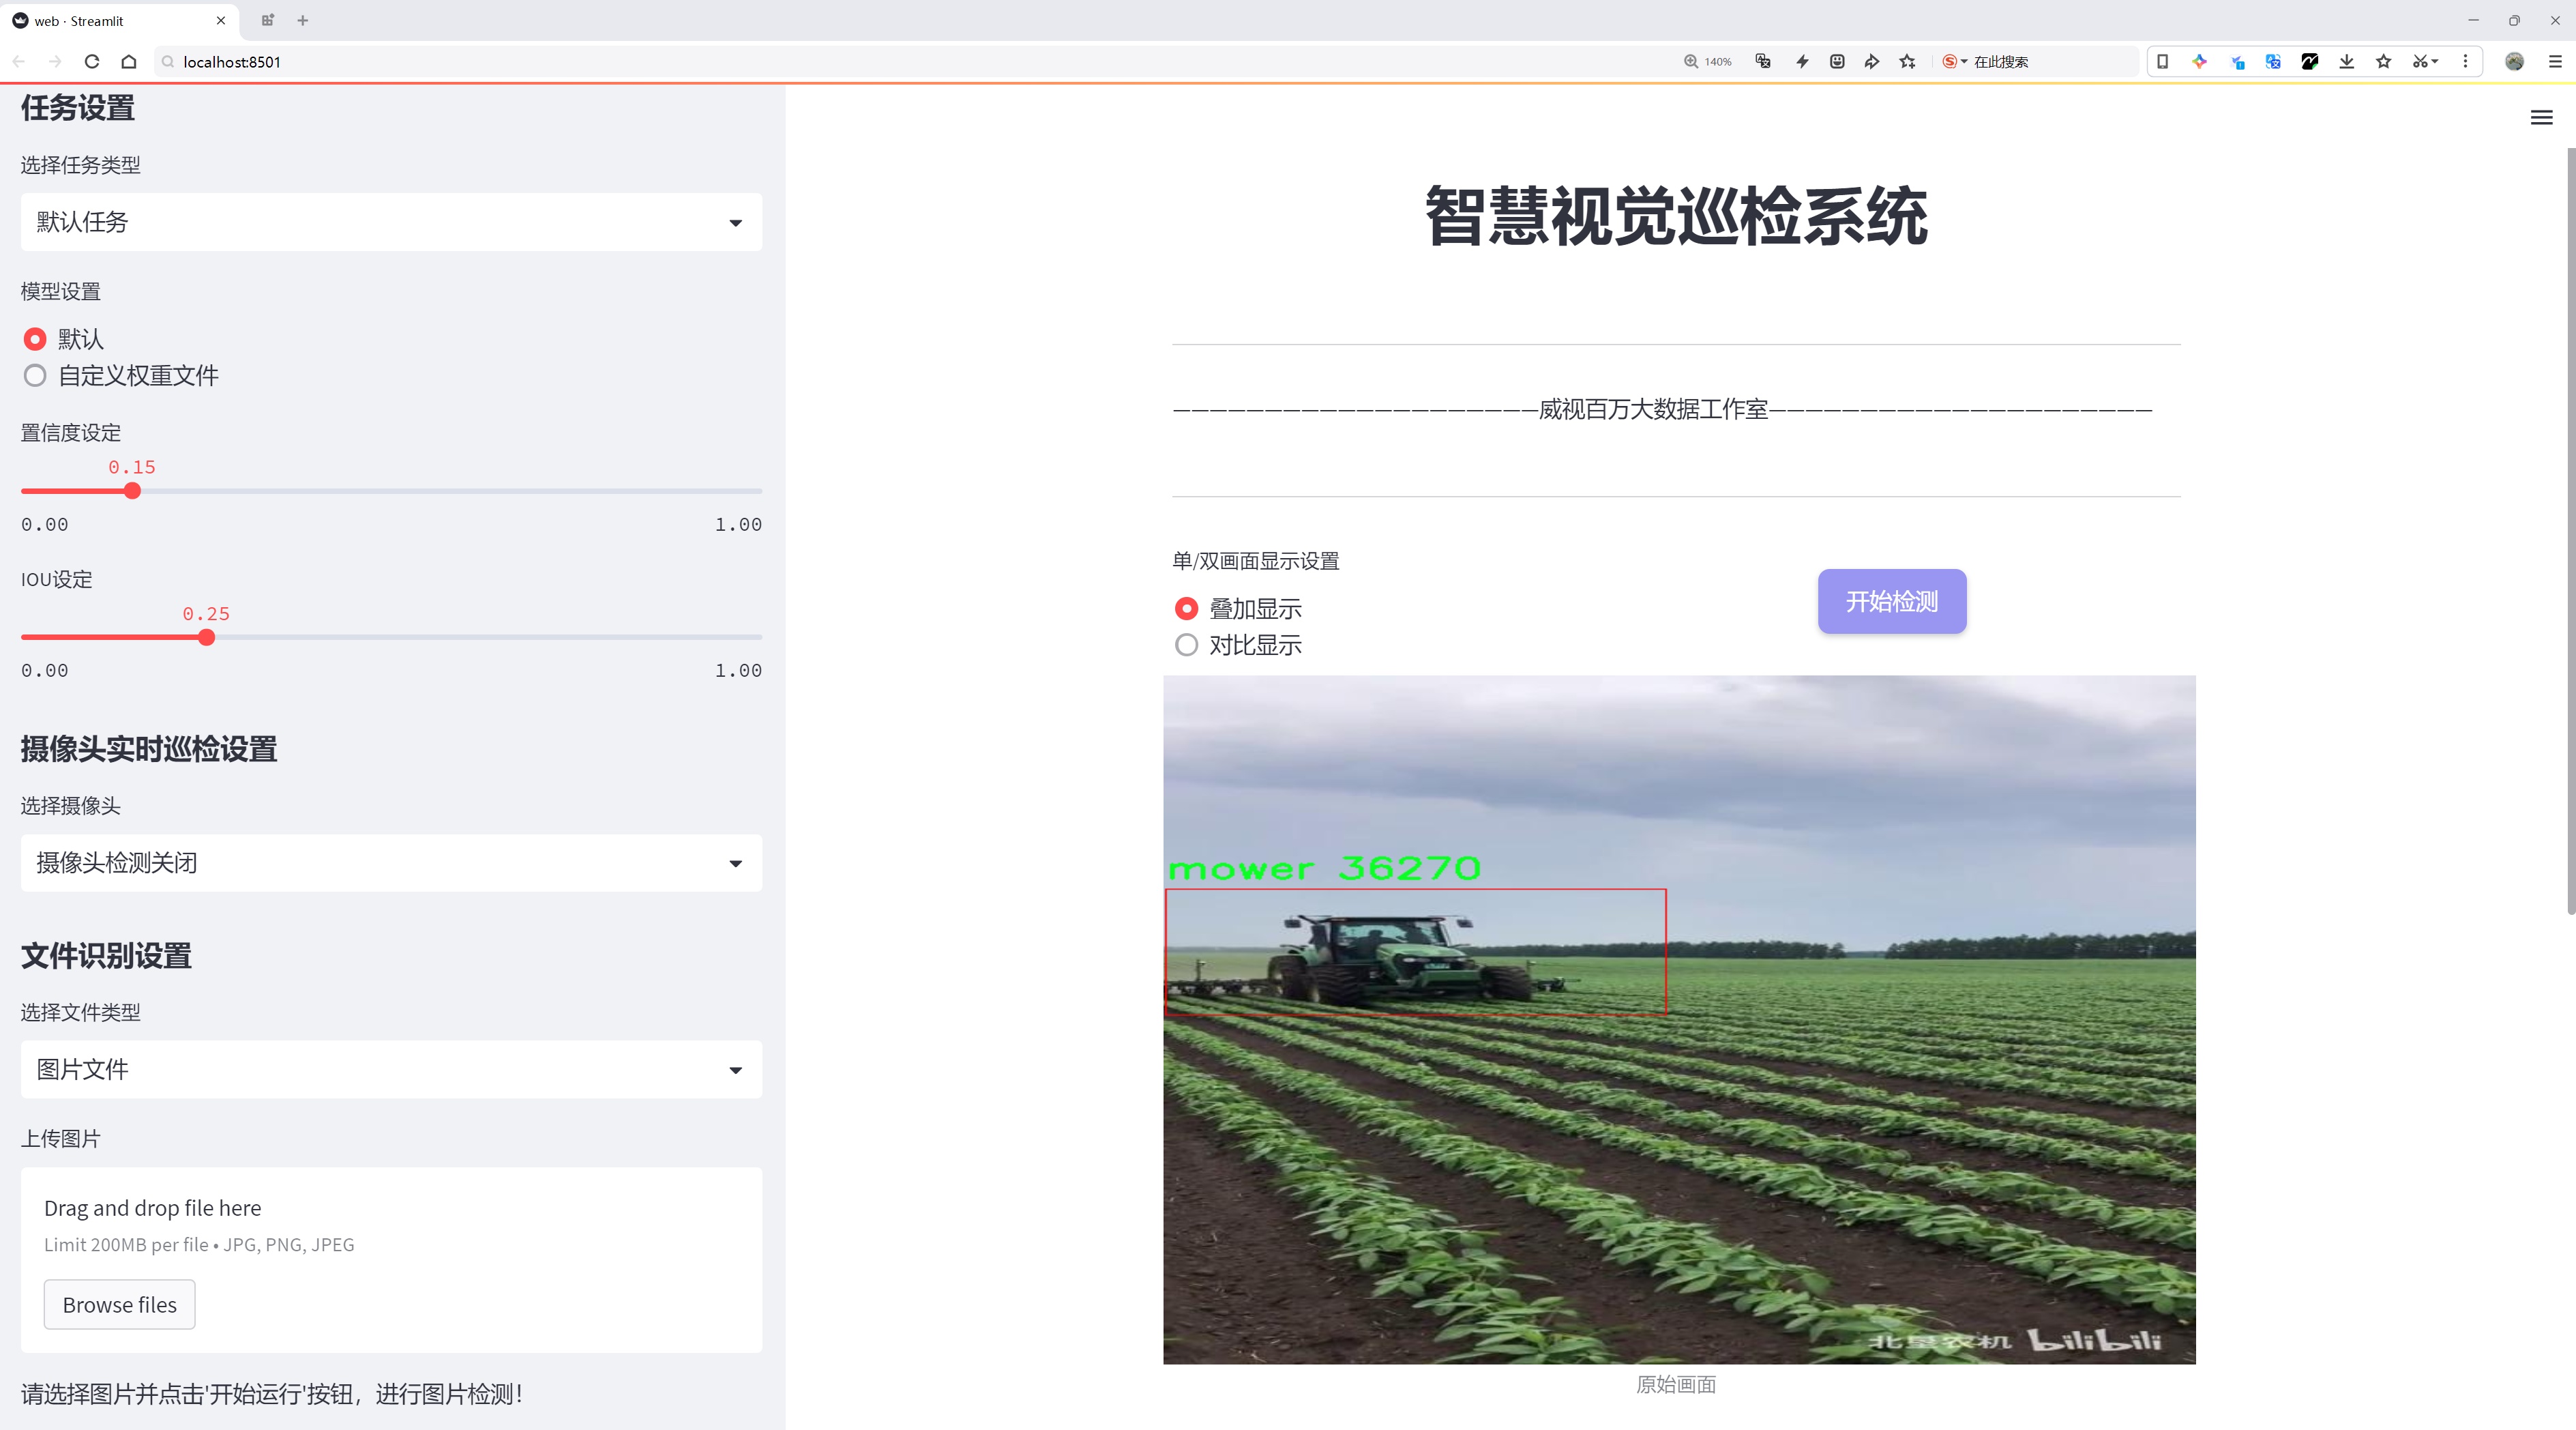 web · Streamlit
localhost:8501
140%
在此搜索
任务设置
选择任务类型
默认任务
模型设置
默认
自定义权重文件
置信度设定
0.15
0.00
1.00
IOU设定
0.25
0.00
1.00
摄像头实时巡检设置
选择摄像头
摄像头检测关闭
文件识别设置
选择文件类型
图片文件
上传图片
Drag and drop file here
Limit 200MB per file • JPG, PNG, JPEG
Browse files
请选择图片并点击'开始运行'按钮，进行图片检测！
智慧视觉巡检系统
————————————————————威视百万大数据工作室—————————————————————
单/双画面显示设置
叠加显示
对比显示
开始检测
mower 36270
北垦农机 bilibili
原始画面